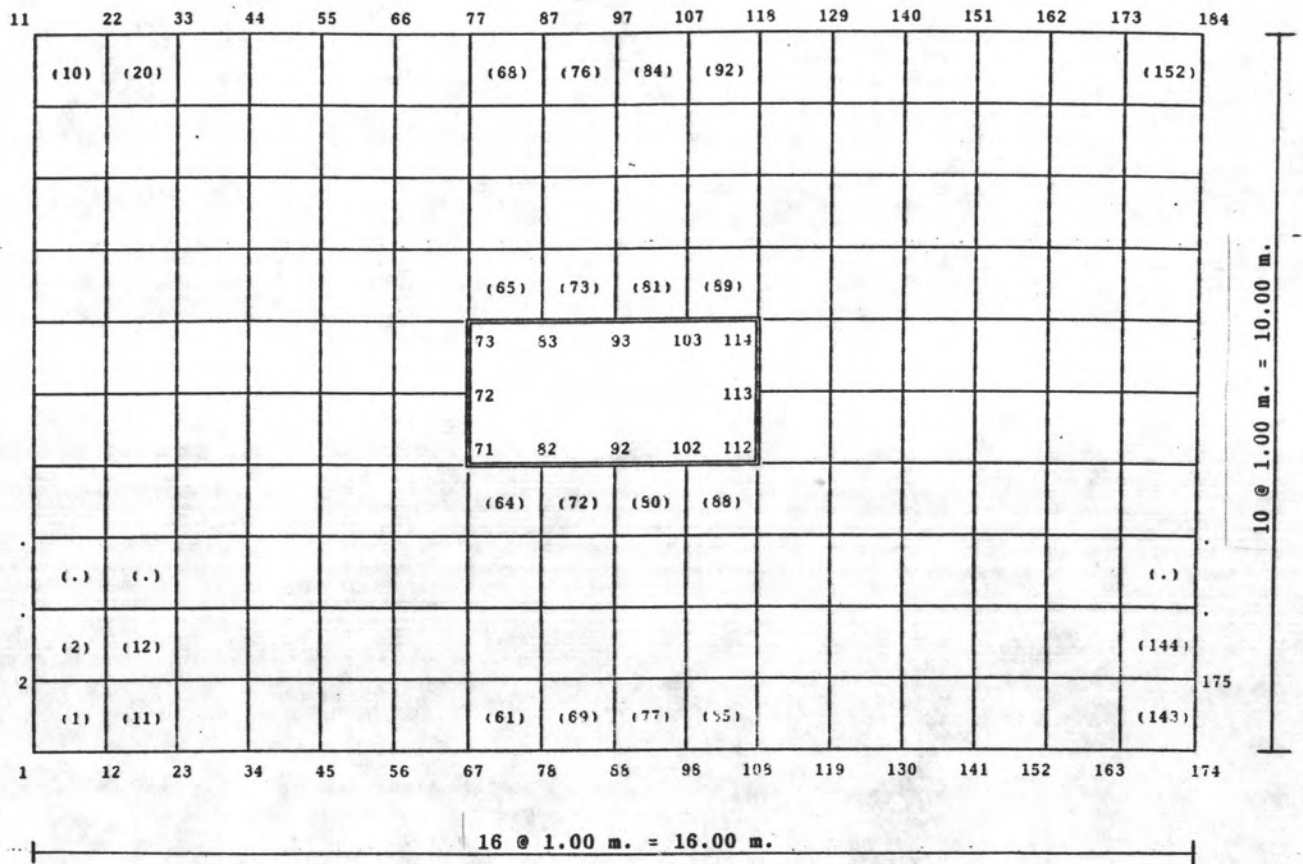 11 22 33 44 55 66 77 87 97 107 118 129 140 151 162 173 184
(10) (20) (68) (76) (84) (92) (152)
(65) (73) (81) (89)
73 83 93 103 114
72 113
71 82 92 102 112
(64) (72) (80) (88)
(.) (.) (.)
(2) (12) (144)
2 175
(1) (11) (61) (69) (77) (85) (143)
1 12 23 34 45 56 67 78 88 98 108 119 130 141 152 163 174
16 @ 1.00 m. = 16.00 m.
10 @ 1.00 m. = 10.00 m.